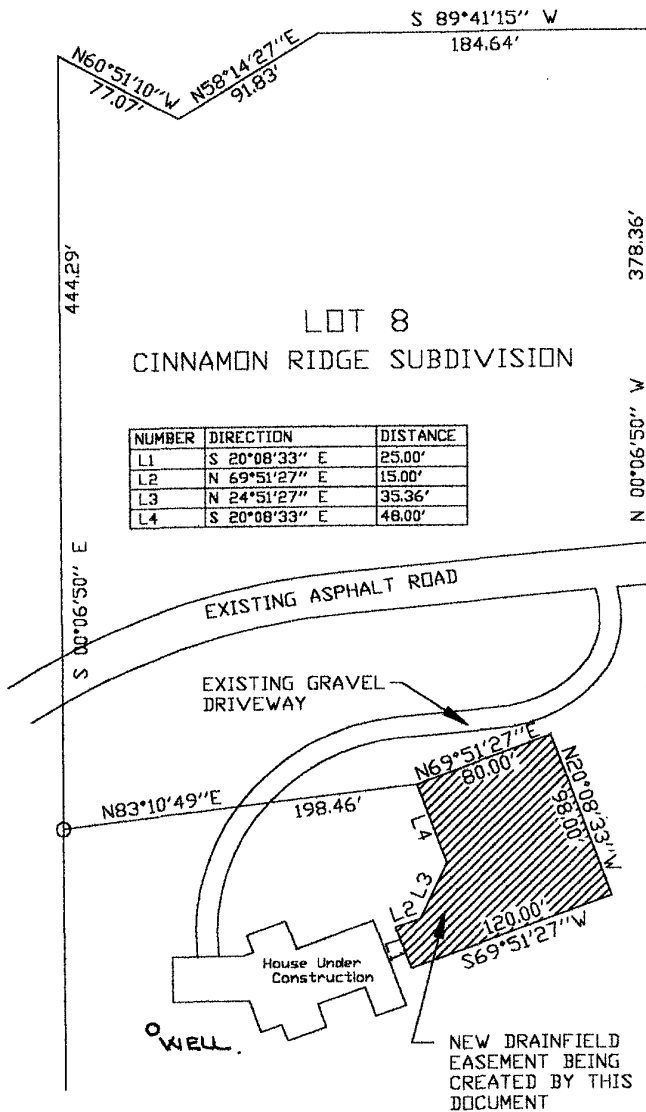 S 89°41'15" W
184.64'
N60°51'10"W
77.07'
N58°14'27"E
91.83'
444.29'
378.36'
LOT 8
CINNAMON RIDGE SUBDIVISION
NUMBER DIRECTION DISTANCE
L1 S 20°08'33" E 25.00'
L2 N 69°51'27" E 15.00'
L3 N 24°51'27" E 35.36'
L4 S 20°08'33" E 48.00'
N 00°06'50" W
S 00°06'50" E
EXISTING ASPHALT ROAD
EXISTING GRAVEL
DRIVEWAY
N69°51'27"E
80.00'
N83°10'49"E
198.46'
N20°08'33"W
98.00'
L4
L3
L2
L1
120.00'
S69°51'27"W
House Under
Construction
WELL.
NEW DRAINFIELD
EASEMENT BEING
CREATED BY THIS
DOCUMENT